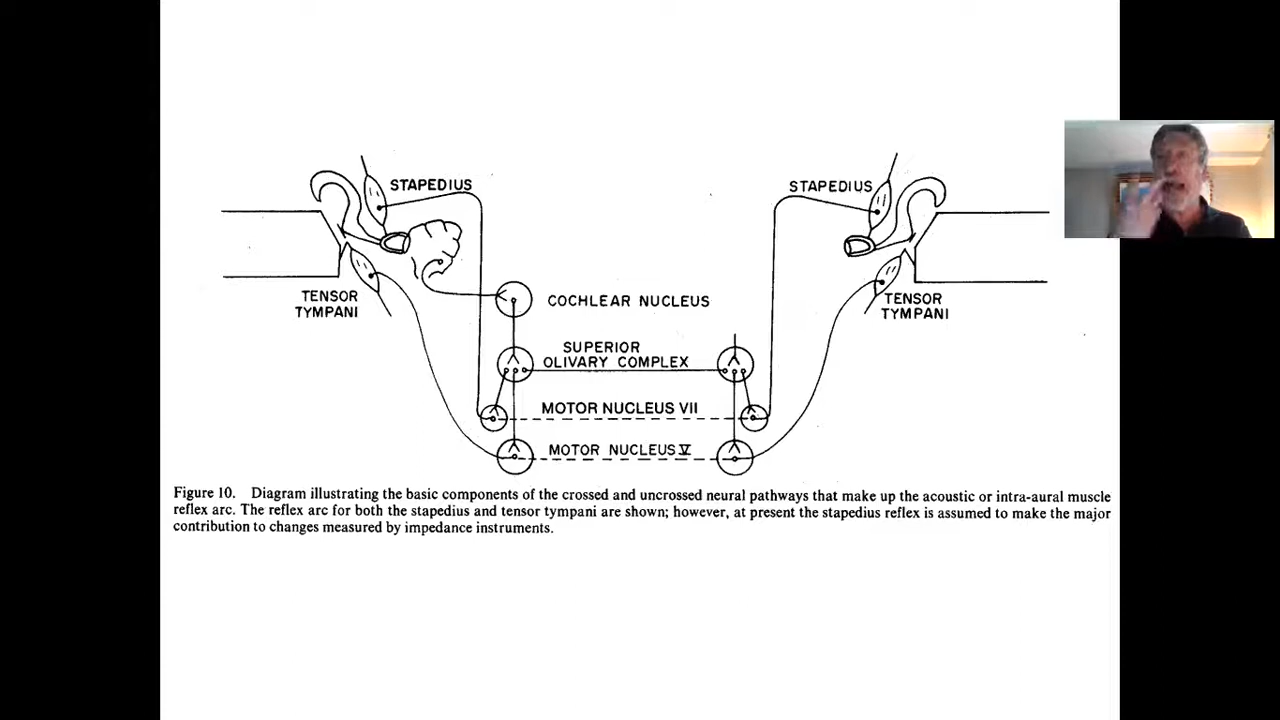 STAPEDIUS
STAPEDIUS
TENSOR
TYMPANI
TENSOR
TYMPANI
COCHLEAR NUCLEUS
SUPERIOR
OLIVARY COMPLEX
MOTOR NUCLEUS VII
MOTOR NUCLEUS V
Figure 10. Diagram illustrating the basic components of the crossed and uncrossed neural pathways that make up the acoustic or intra-aural muscle
reflex arc. The reflex arc for both the stapedius and tensor tympani are shown; however, at present the stapedius reflex is assumed to make the major
contribution to changes measured by impedance instruments.